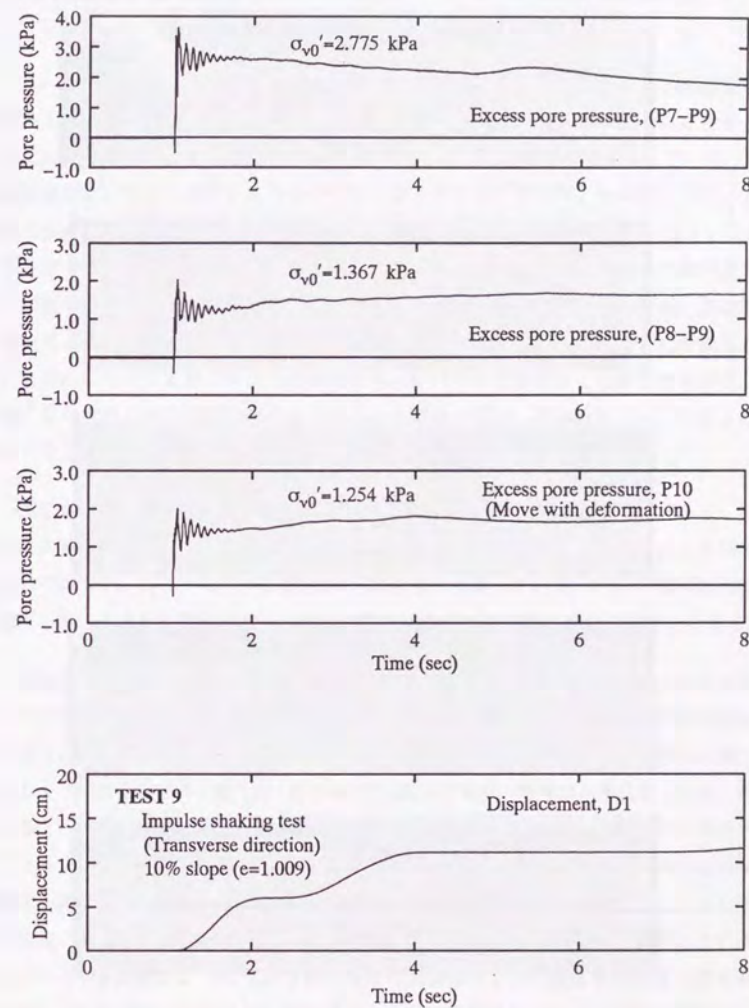 4.0
3.0
2.0
1.0
0
−1.0
Pore pressure (kPa)
σv0′=2.775 kPa
Excess pore pressure, (P7−P9)
0 2 4 6 8
3.0
2.0
1.0
0
−1.0
Pore pressure (kPa)
σv0′=1.367 kPa
Excess pore pressure, (P8−P9)
0 2 4 6 8
3.0
2.0
1.0
0
−1.0
Pore pressure (kPa)
σv0′=1.254 kPa
Excess pore pressure, P10
(Move with deformation)
0 2 4 6 8
Time (sec)
20
15
10
5
0
Displacement (cm)
TEST 9
Impulse shaking test
(Transverse direction)
10% slope (e=1.009)
Displacement, D1
0 2 4 6 8
Time (sec)